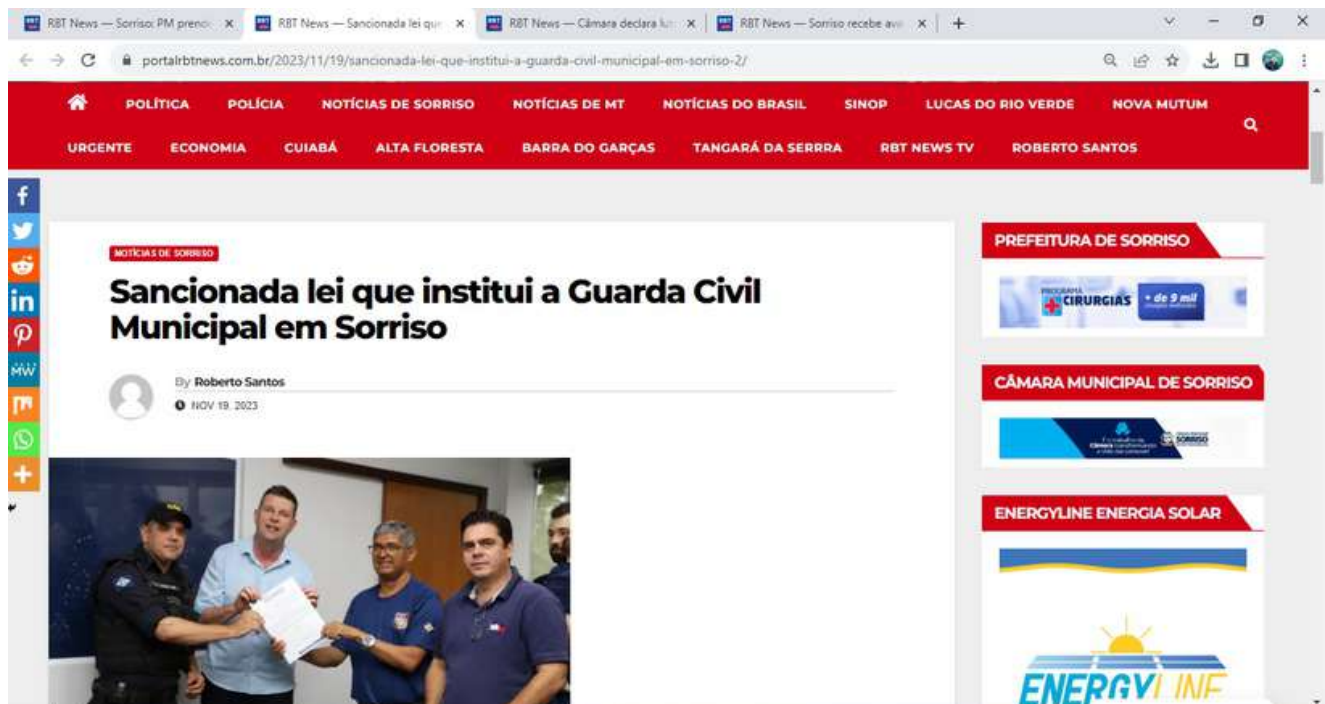 RBT News — Sorriso: PM preno
RBT News — Sancionada lei que
RBT News — Câmara declara lu
RBT News — Sorriso recebe ave
portalrbtnews.com.br/2023/11/19/sancionada-lei-que-institui-a-guarda-civil-municipal-em-sorriso-2/
POLÍTICA POLÍCIA NOTÍCIAS DE SORRISO NOTÍCIAS DE MT NOTÍCIAS DO BRASIL SINOP LUCAS DO RIO VERDE NOVA MUTUM
URGENTE ECONOMIA CUIABÁ ALTA FLORESTA BARRA DO GARÇAS TANGARÁ DA SERRRA RBT NEWS TV ROBERTO SANTOS
NOTÍCIAS DE SORRISO
Sancionada lei que institui a Guarda Civil
Municipal em Sorriso
By Roberto Santos
NOV 19, 2023
PREFEITURA DE SORRISO
PROGRAMA
CIRURGIAS + de 9 mil
CÂMARA MUNICIPAL DE SORRISO
SORRISO
ENERGYLINE ENERGIA SOLAR
ENERGYLINE